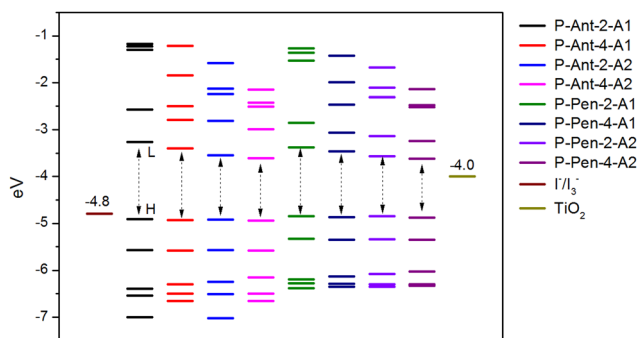 -1
-2
-3
-4
-5
-6
-7
eV
L
H
-4.8
-4.0
P-Ant-2-A1
P-Ant-4-A1
P-Ant-2-A2
P-Ant-4-A2
P-Pen-2-A1
P-Pen-4-A1
P-Pen-2-A2
P-Pen-4-A2
I⁻/I₃⁻
TiO₂